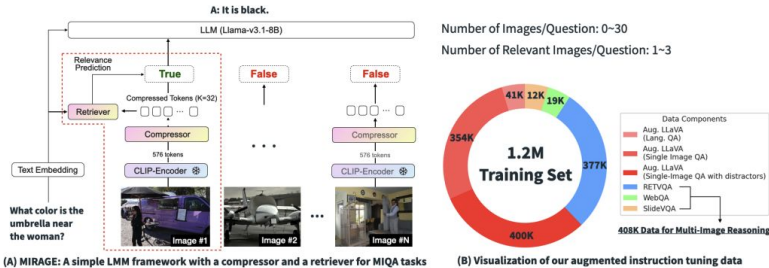 A: It is black.
LLM (Llama-v3.1-8B)
Relevance
Prediction
True
False
False
Compressed Tokens (K=32)
Retriever
...
...
Compressor
Compressor
576 tokens
...
576 tokens
CLIP-Encoder
CLIP-Encoder
Text Embedding
What color is the
umbrella near
the woman?
Image #1
Image #2
...
Image #N
(A) MIRAGE: A simple LMM framework with a compressor and a retriever for MIQA tasks
Number of Images/Question: 0~30
Number of Relevant Images/Question: 1~3
41K
12K
19K
354K
377K
400K
1.2M
Training Set
Data Components
Aug. LLaVA
(Lang. QA)
Aug. LLaVA
(Single Image QA)
Aug. LLaVA
(Single-Image QA with distractors)
RETVQA
WebQA
SlideVQA
408K Data for Multi-Image Reasoning
(B) Visualization of our augmented instruction tuning data